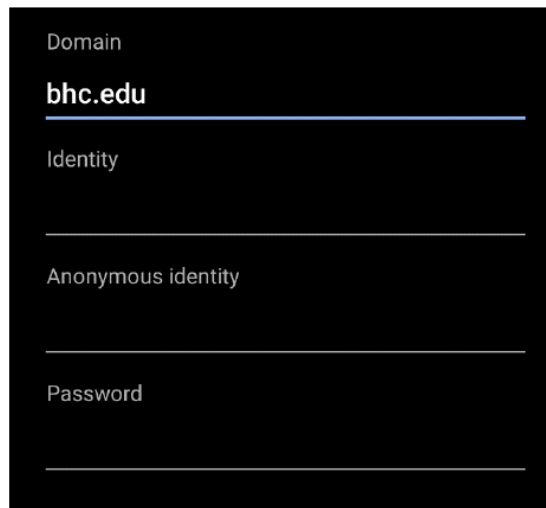 Domain
bhc.edu
Identity
Anonymous identity
Password